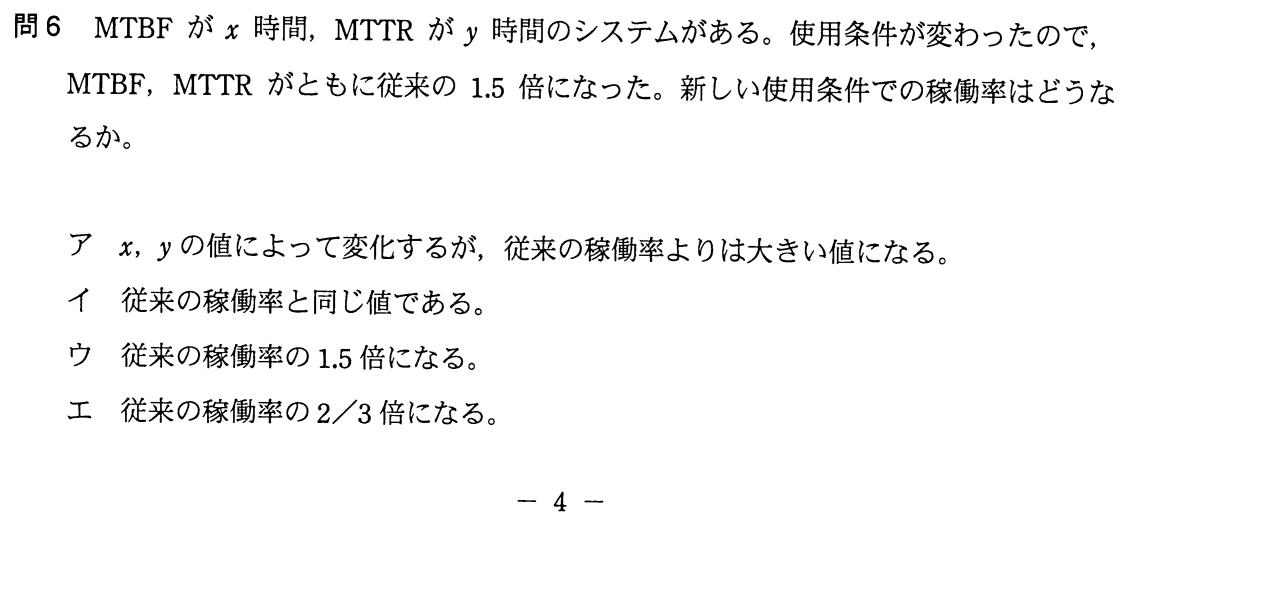 問6 MTBF が x 時間，MTTR が y 時間のシステムがある。使用条件が変わったので，
MTBF，MTTR がともに従来の 1.5 倍になった。新しい使用条件での稼働率はどうな
るか。
ア x，y の値によって変化するが，従来の稼働率よりは大きい値になる。
イ 従来の稼働率と同じ値である。
ウ 従来の稼働率の 1.5 倍になる。
エ 従来の稼働率の 2／3 倍になる。
－ 4 －